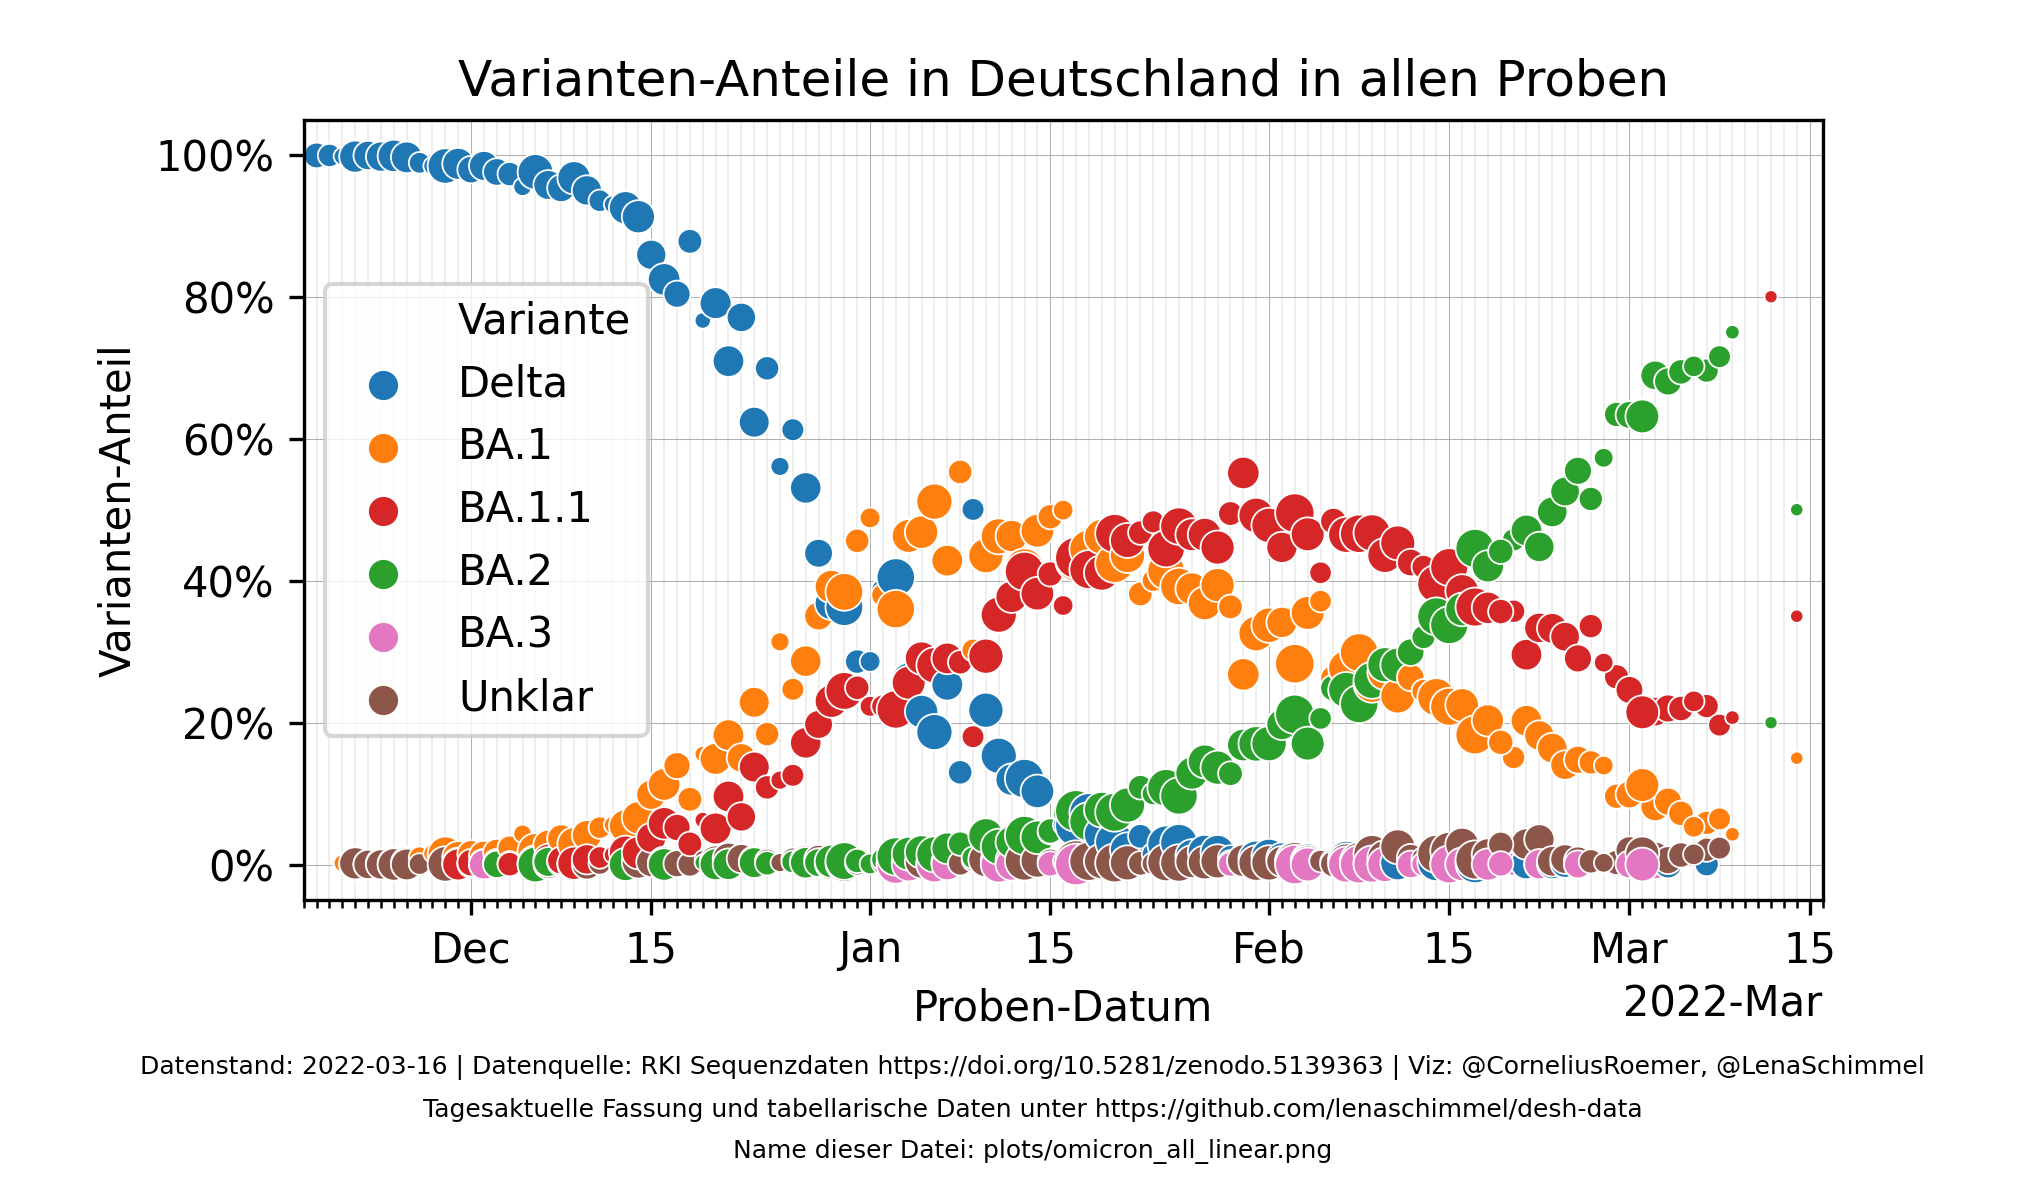 Varianten-Anteile in Deutschland in allen Proben
Varianten-Anteil
100%
80%
60%
40%
20%
0%
Variante
Delta
BA.1
BA.1.1
BA.2
BA.3
Unklar
Dec 15 Jan 15 Feb 15 Mar 15
Proben-Datum
2022-Mar
Datenstand: 2022-03-16 | Datenquelle: RKI Sequenzdaten https://doi.org/10.5281/zenodo.5139363 | Viz: @CorneliusRoemer, @LenaSchimmel
Tagesaktuelle Fassung und tabellarische Daten unter https://github.com/lenaschimmel/desh-data
Name dieser Datei: plots/omicron_all_linear.png